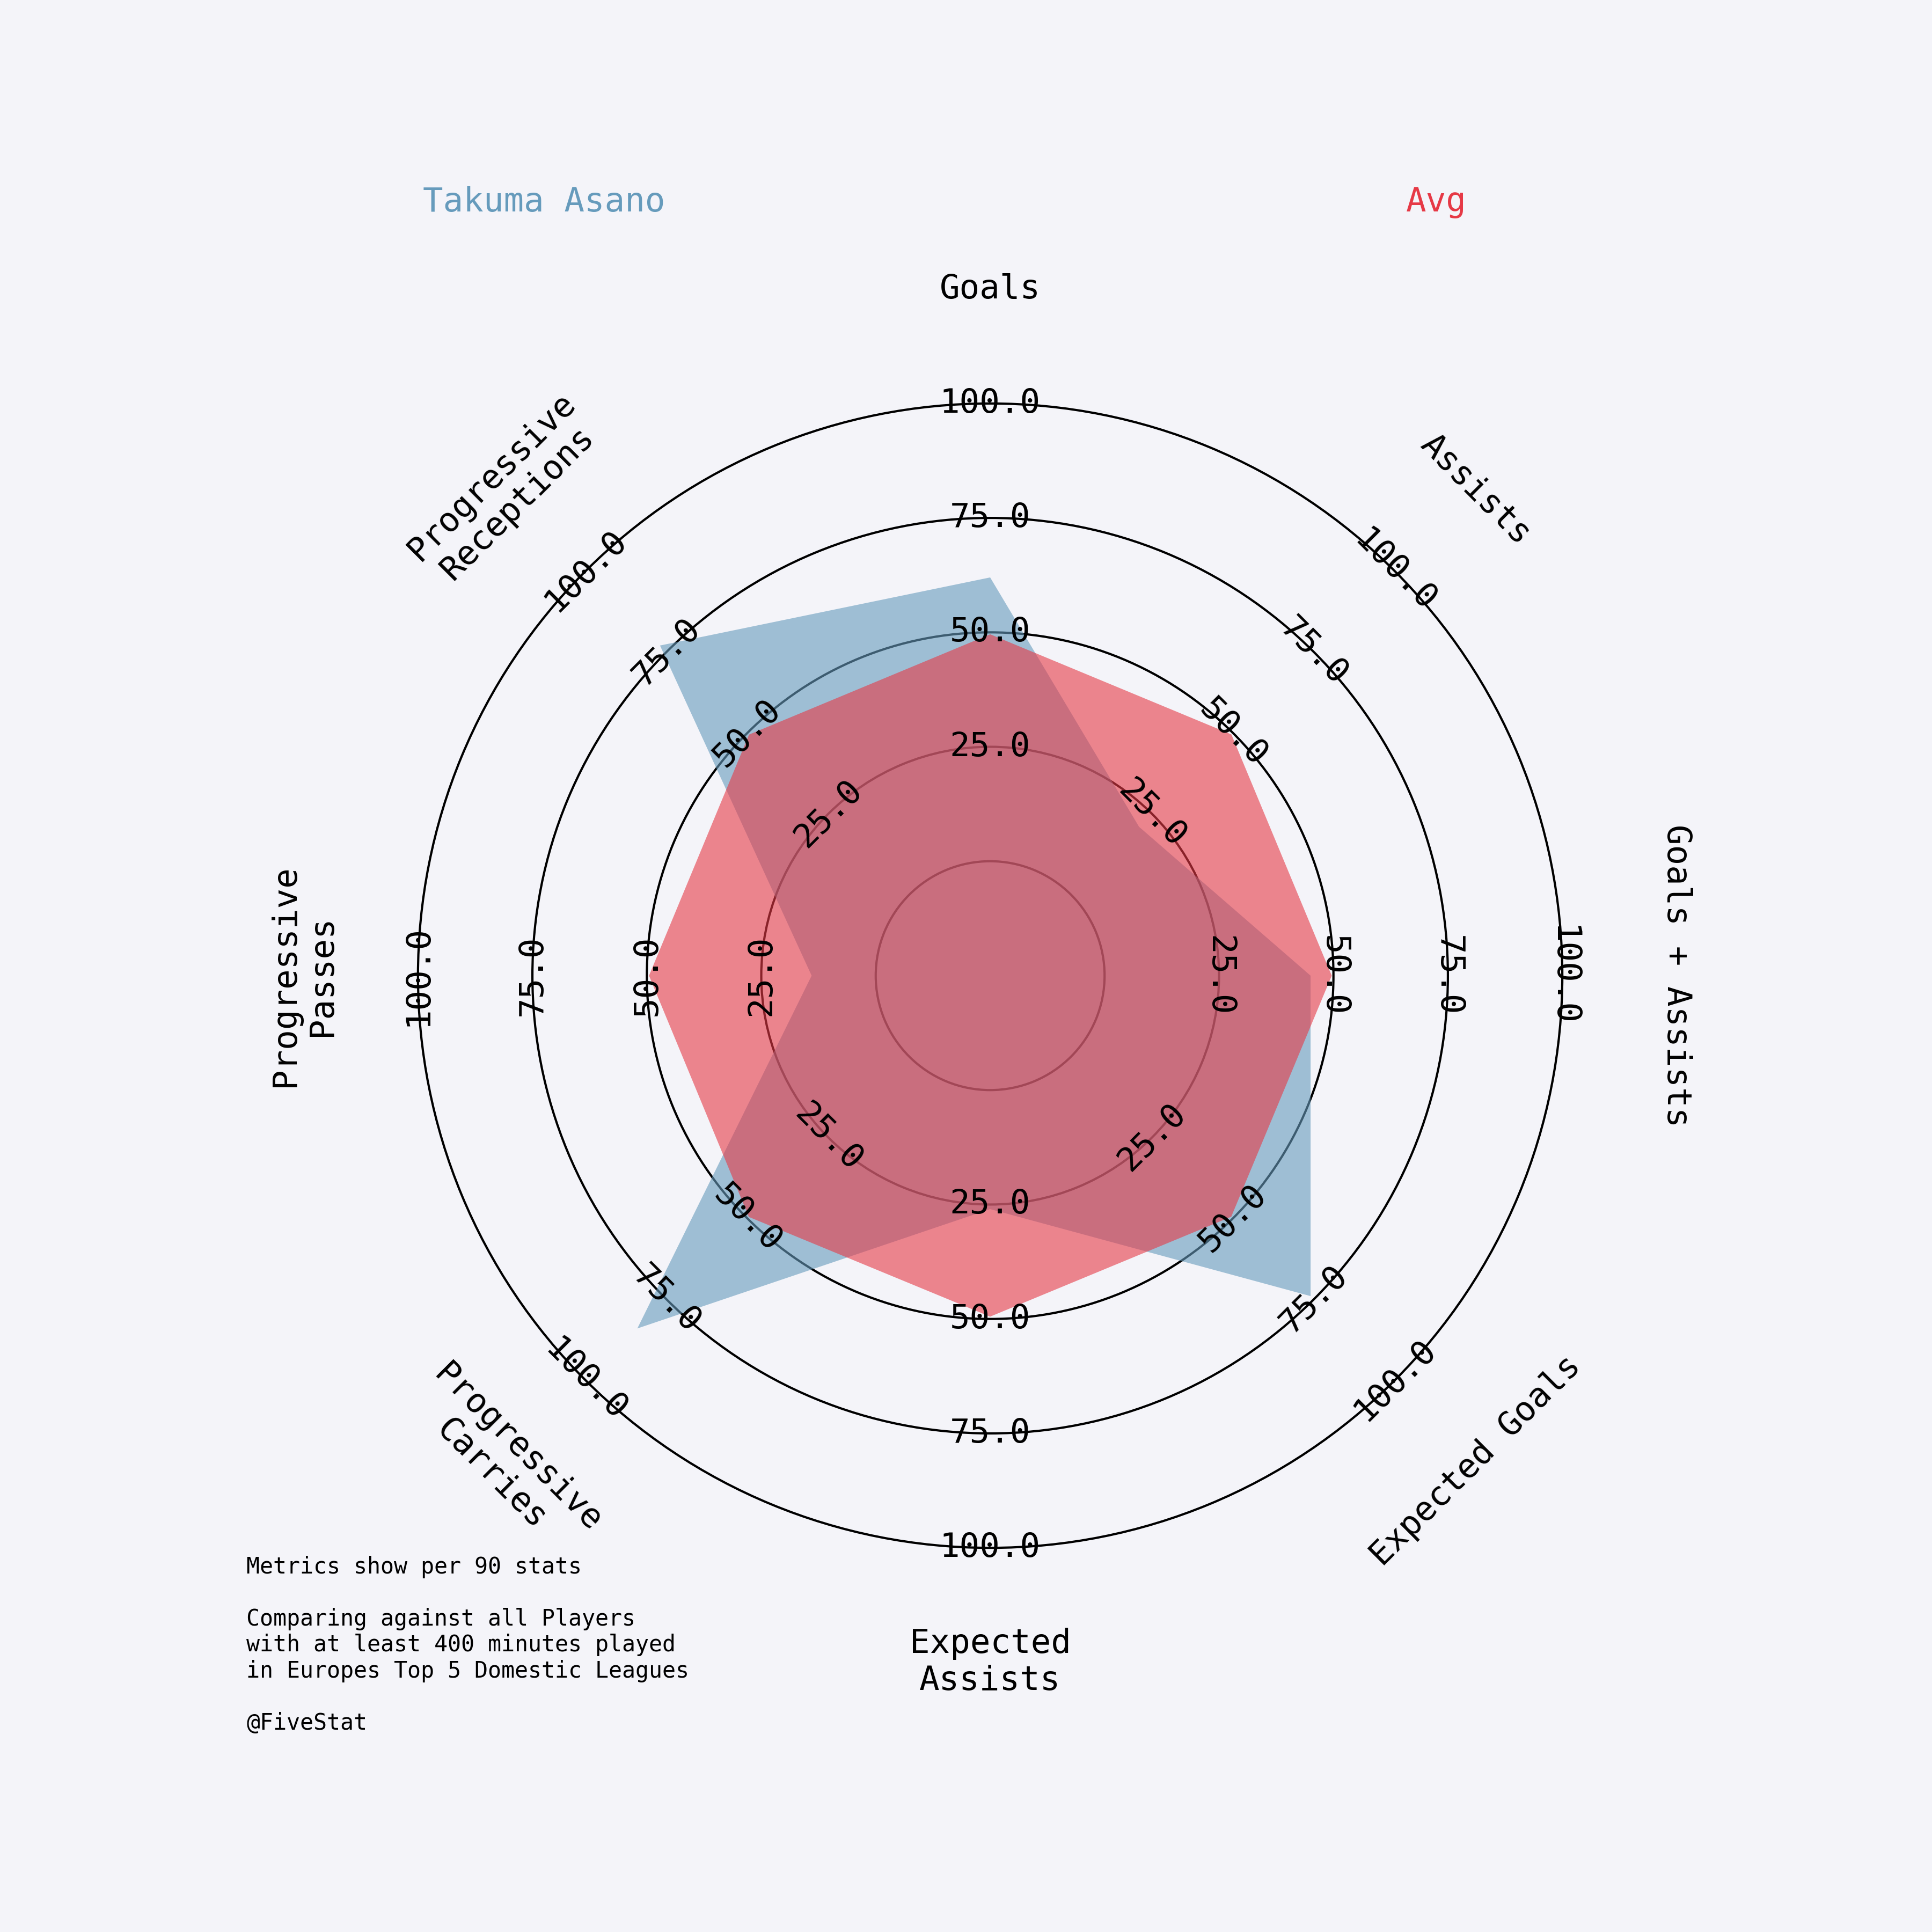 Takuma Asano
Avg
Goals
Assists
Goals + Assists
Expected Goals
Expected
Assists
Progressive
Carries
Progressive
Passes
Progressive
Receptions
25.0
50.0
75.0
100.0
25.0
50.0
75.0
100.0
25.0
50.0
75.0
100.0
25.0
50.0
75.0
100.0
25.0
50.0
75.0
100.0
25.0
50.0
75.0
100.0
25.0
50.0
75.0
100.0
25.0
50.0
75.0
100.0
Metrics show per 90 stats
Comparing against all Players
with at least 400 minutes played
in Europes Top 5 Domestic Leagues
@FiveStat